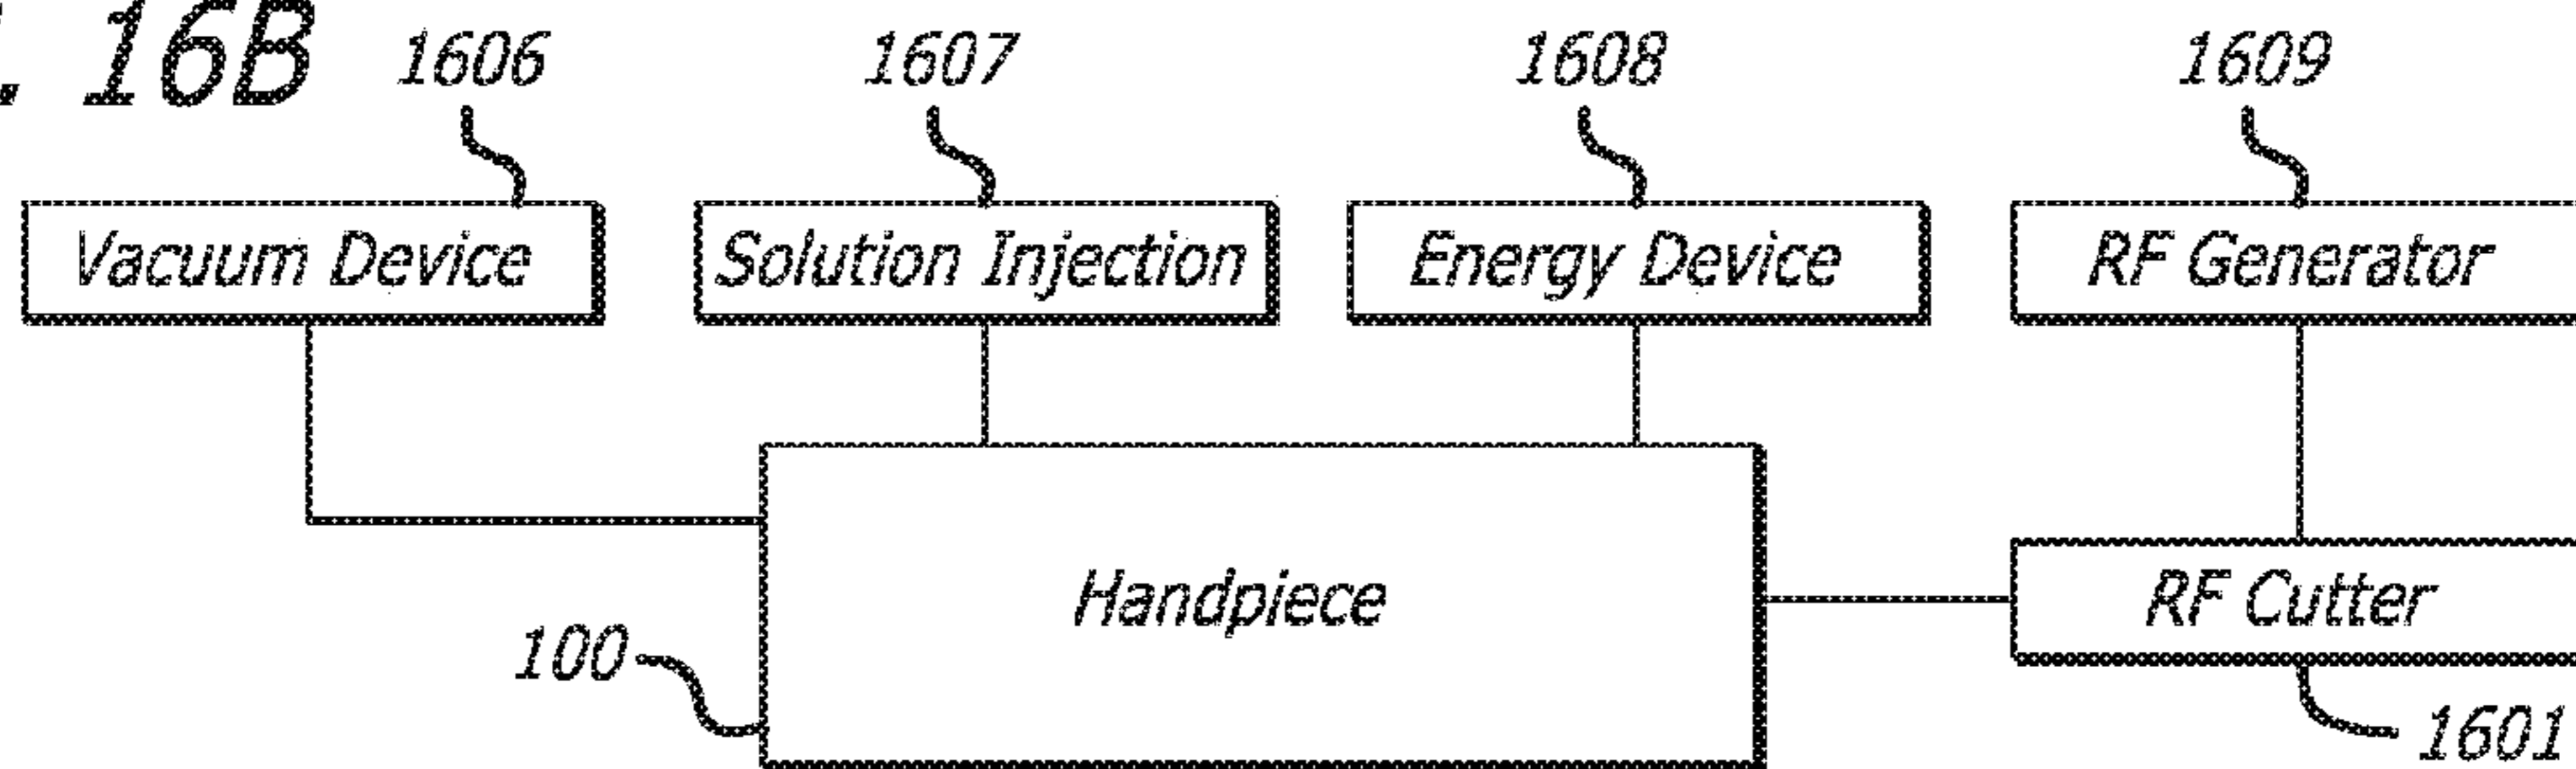 . 16B
1606 1607 1608 1609
Vacuum Device Solution Injection Energy Device RF Generator
Handpiece RF Cutter
100
1601